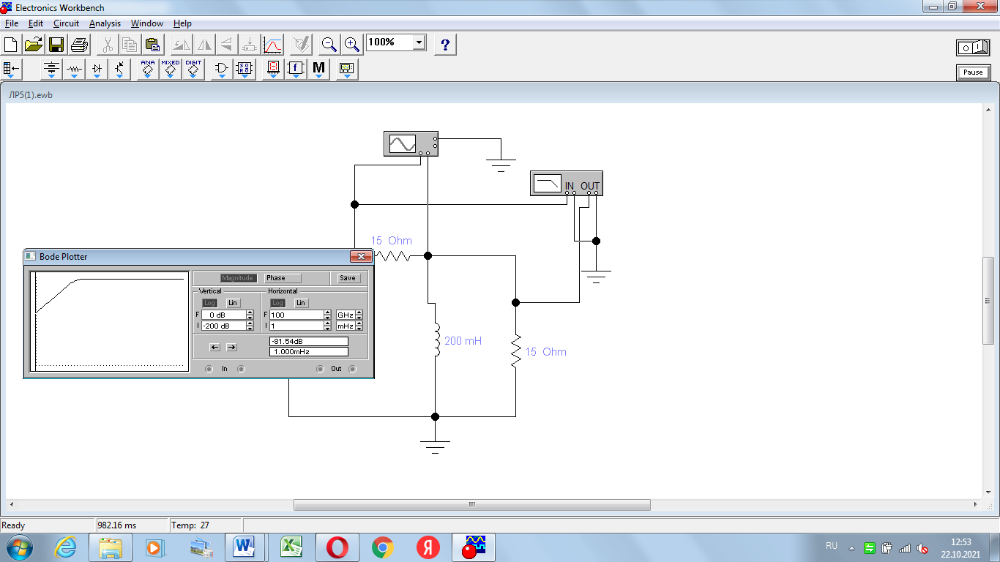 Electronics Workbench
File Edit Circuit Analysis Window Help
100%
?
ANA MIXED DIGIT
f M
Pause
ЛР5(1).ewb
IN OUT
15 Ohm
Bode Plotter
Magnitude Phase Save
Vertical Horizontal
Log Lin Log Lin
F 0 dB F 100 GHz
I -200 dB I 1 mHz
← →
-81.54dB
1.000mHz
In Out
200 mH
15 Ohm
Ready 982.16 ms Temp: 27
RU
12:53
22.10.2021